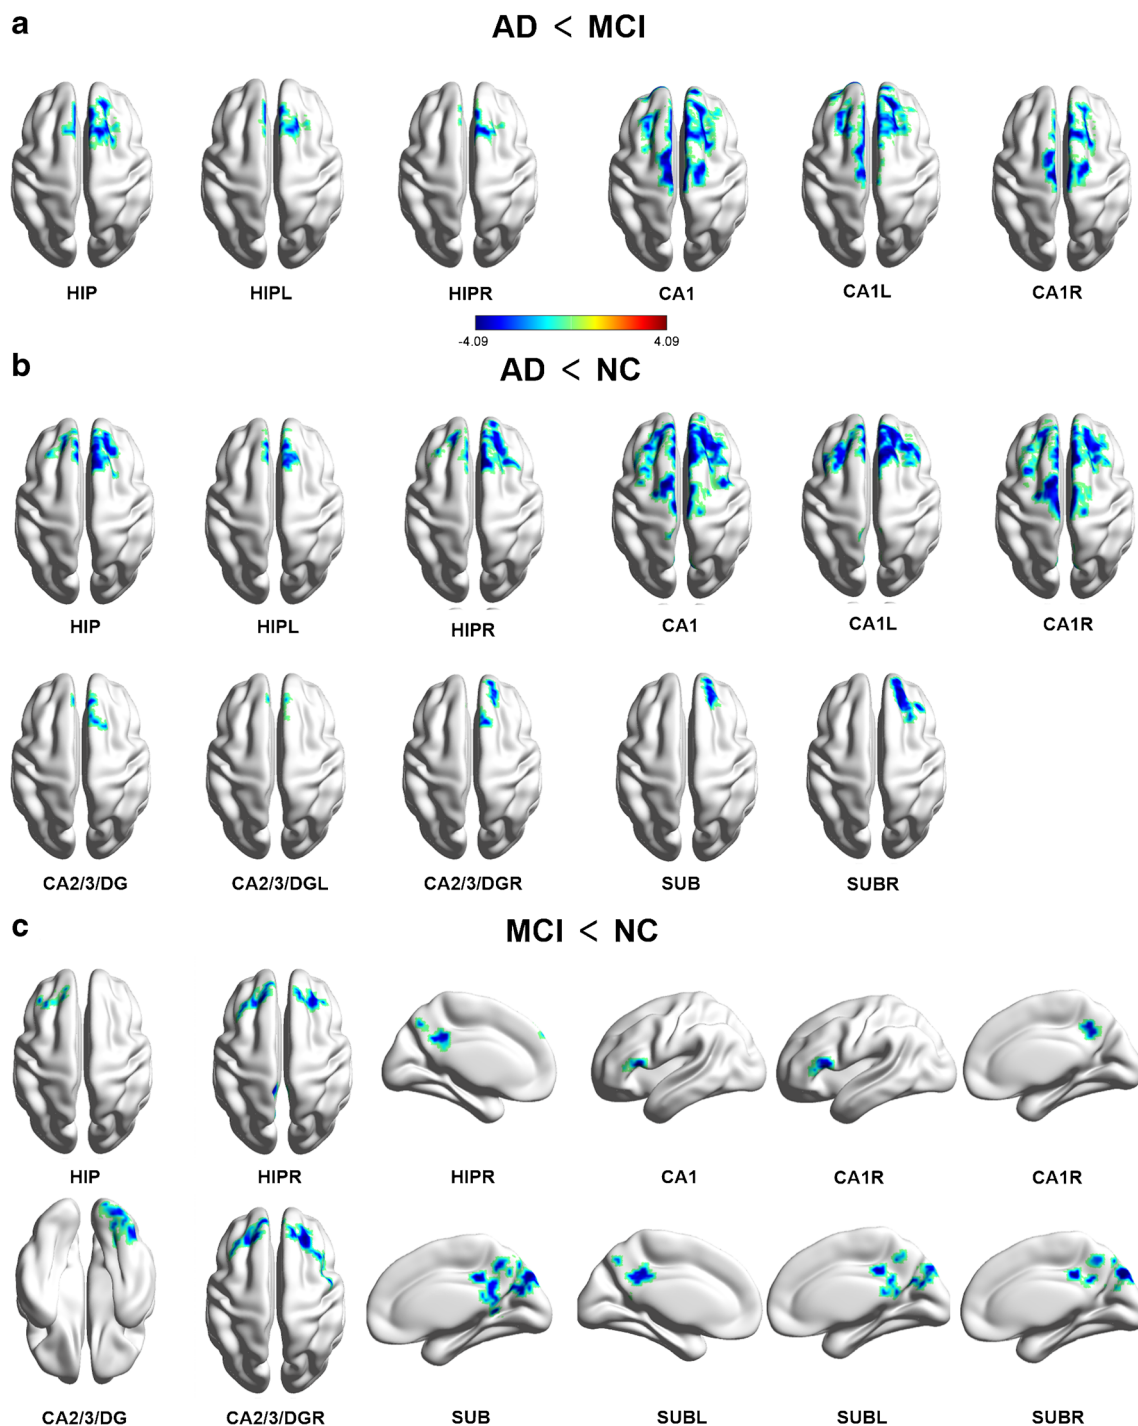 a
AD < MCI
HIP HIPL HIPR CA1 CA1L CA1R
-4.09 4.09
b
AD < NC
HIP HIPL HIPR CA1 CA1L CA1R
CA2/3/DG CA2/3/DGL CA2/3/DGR SUB SUBR
c
MCI < NC
HIP HIPR HIPR CA1 CA1R CA1R
CA2/3/DG CA2/3/DGR SUB SUBL SUBL SUBR